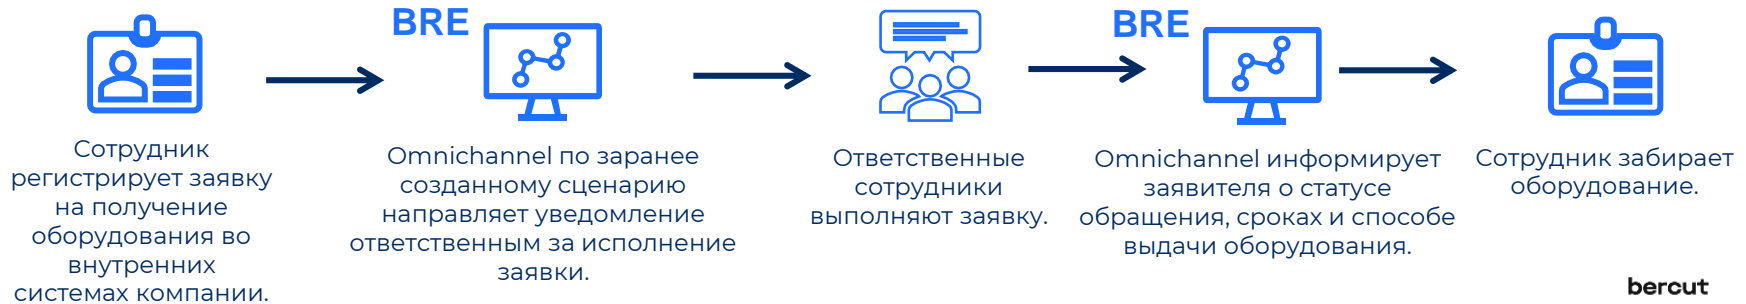 Сотрудник
регистрирует заявку
на получение
оборудования во
внутренних
системах компании.
BRE
Omnichannel по заранее
созданному сценарию
направляет уведомление
ответственным за исполнение
заявки.
Ответственные
сотрудники
выполняют заявку.
BRE
Omnichannel информирует
заявителя о статусе
обращения, сроках и способе
выдачи оборудования.
Сотрудник забирает
оборудование.
bercut